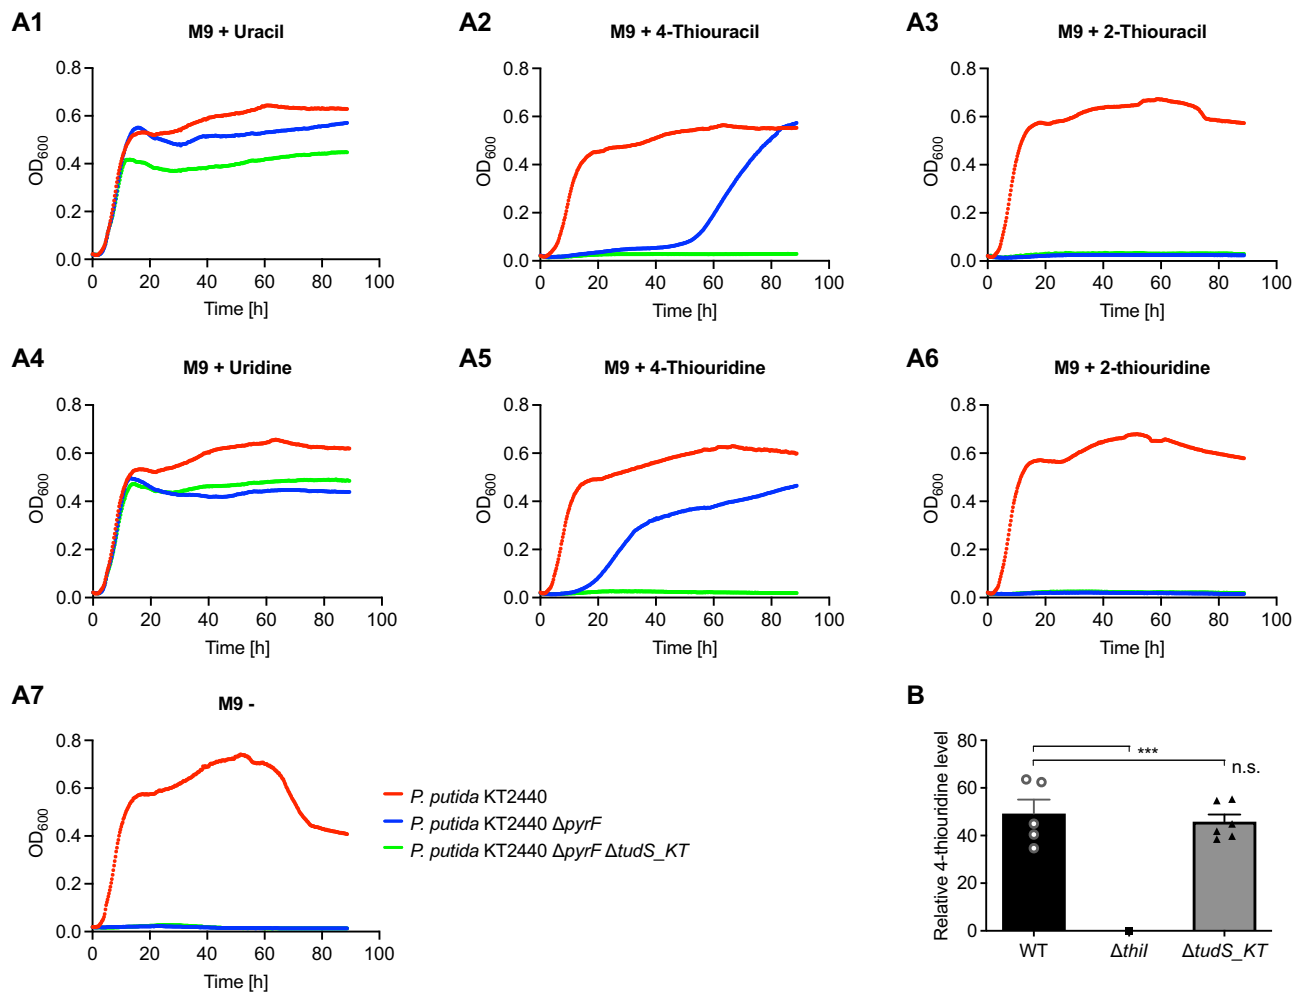 A1
M9 + Uracil
OD600
0.8
0.6
0.4
0.2
0.0
0 20 40 60 80 100
Time [h]
A2
M9 + 4-Thiouracil
OD600
0.8
0.6
0.4
0.2
0.0
0 20 40 60 80 100
Time [h]
A3
M9 + 2-Thiouracil
OD600
0.8
0.6
0.4
0.2
0.0
0 20 40 60 80 100
Time [h]
A4
M9 + Uridine
OD600
0.8
0.6
0.4
0.2
0.0
0 20 40 60 80 100
Time [h]
A5
M9 + 4-Thiouridine
OD600
0.8
0.6
0.4
0.2
0.0
0 20 40 60 80 100
Time [h]
A6
M9 + 2-thiouridine
OD600
0.8
0.6
0.4
0.2
0.0
0 20 40 60 80 100
Time [h]
A7
M9 -
OD600
0.8
0.6
0.4
0.2
0.0
0 20 40 60 80 100
Time [h]
P. putida KT2440
P. putida KT2440 ΔpyrF
P. putida KT2440 ΔpyrF ΔtudS_KT
B
Relative 4-thiouridine level
80
60
40
20
0
***
n.s.
WT ΔthiI ΔtudS_KT